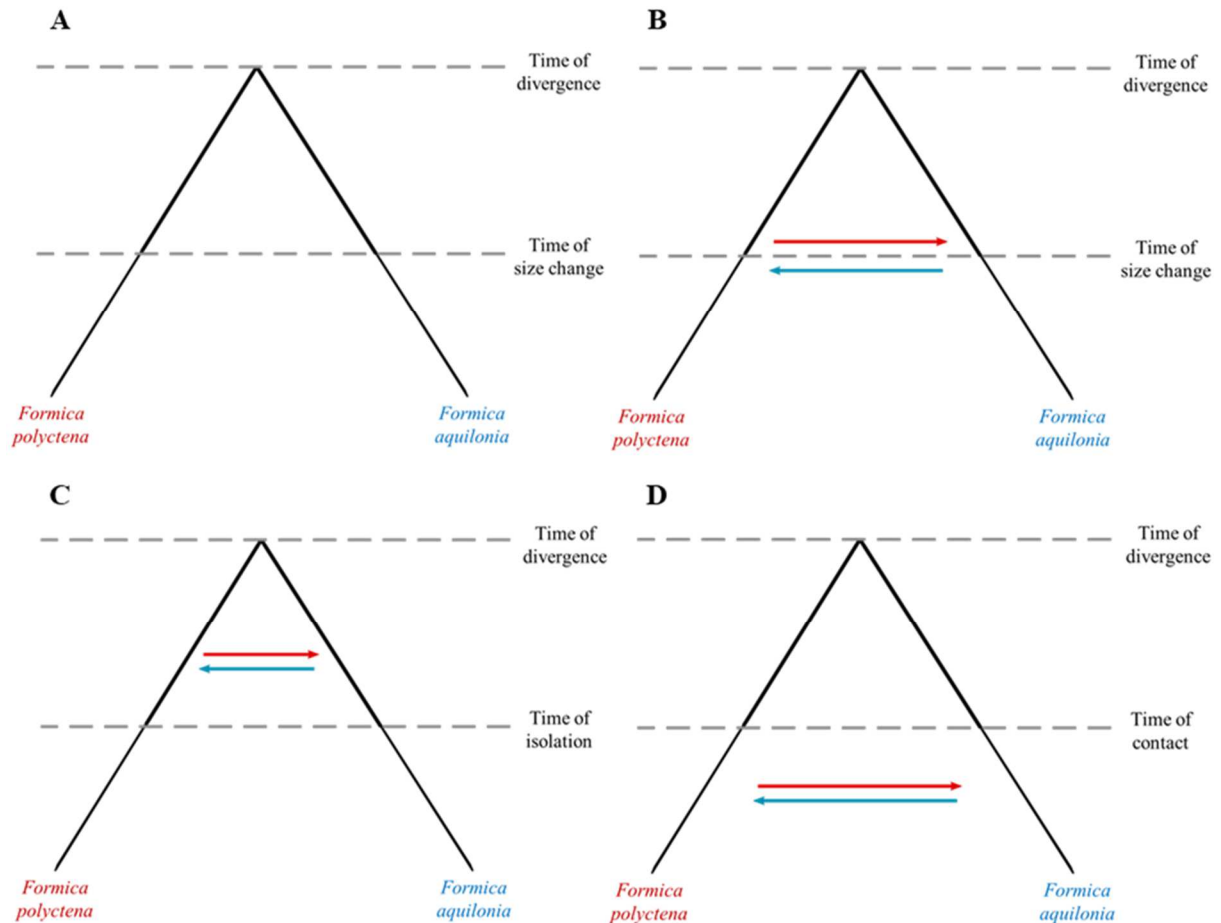 A
Time of
divergence
Time of
size change
Formica
polyctena
Formica
aquilonia
B
Time of
divergence
Time of
size change
Formica
polyctena
Formica
aquilonia
C
Time of
divergence
Time of
isolation
Formica
polyctena
Formica
aquilonia
D
Time of
divergence
Time of
contact
Formica
polyctena
Formica
aquilonia